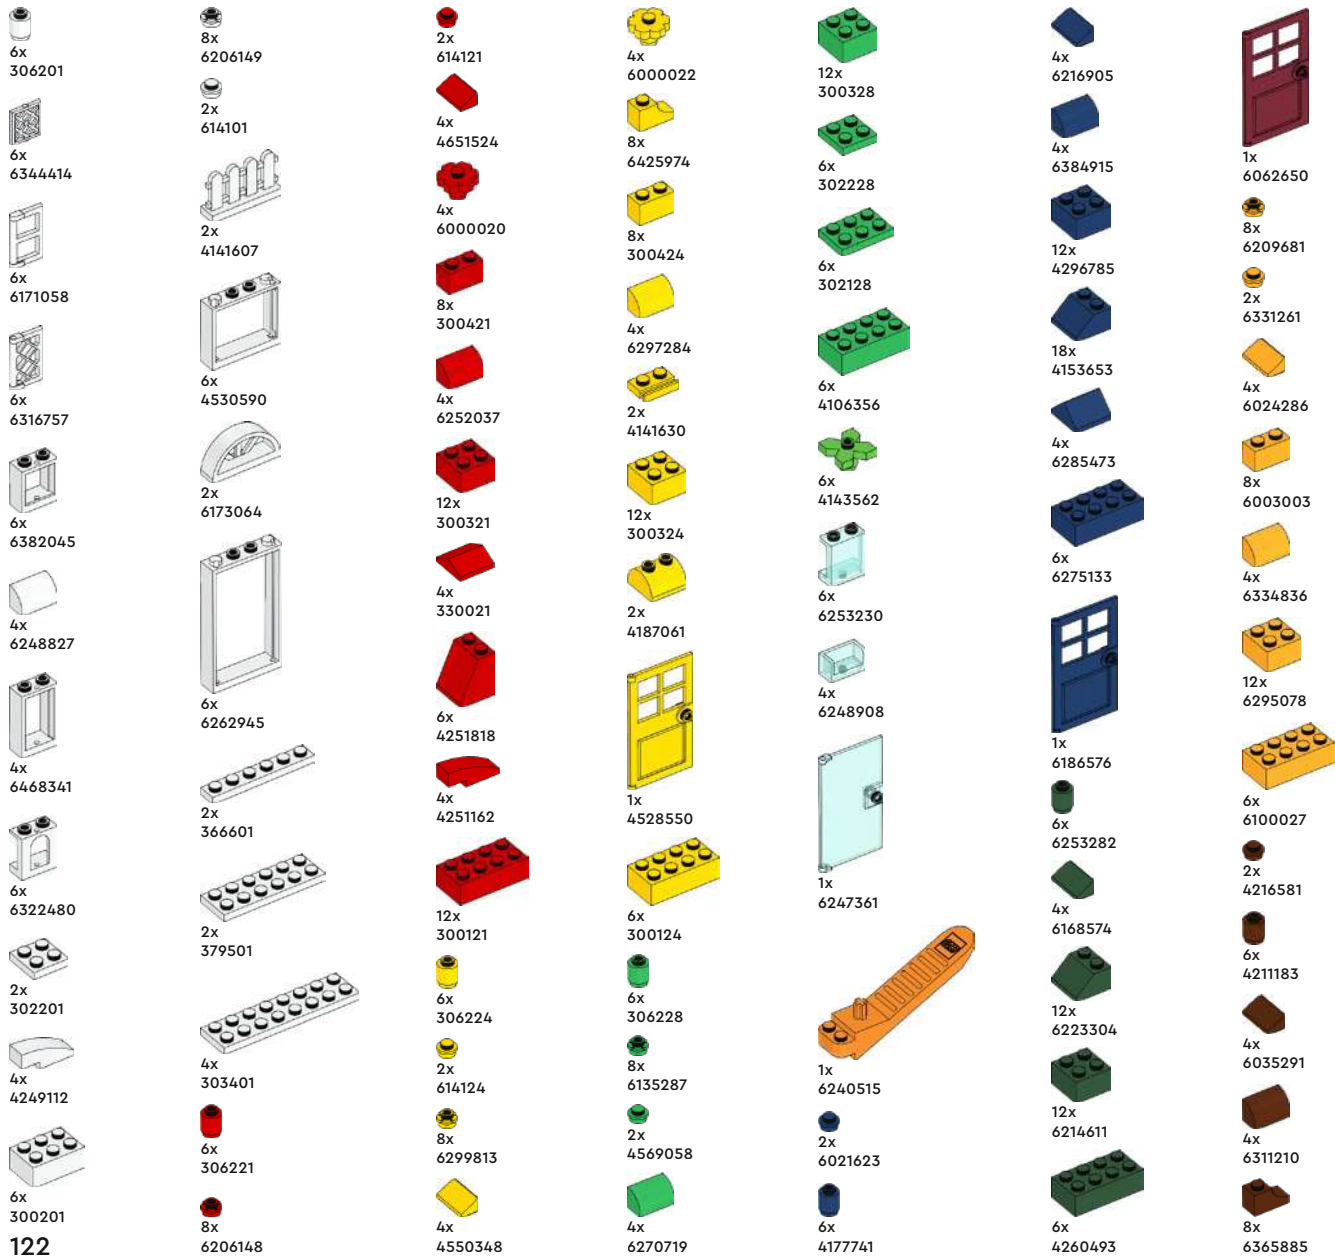 6x
306201
6x
6344414
6x
6171058
6x
6316757
6x
6382045
4x
6248827
4x
6468341
6x
6322480
2x
302201
4x
4249112
6x
300201
122
8x
6206149
2x
614101
2x
4141607
6x
4530590
2x
6173064
6x
6262945
2x
366601
2x
379501
4x
303401
6x
306221
8x
6206148
2x
614121
4x
4651524
4x
6000020
8x
300421
4x
6252037
12x
300321
4x
330021
6x
4251818
4x
4251162
12x
300121
6x
306224
2x
614124
8x
6299813
4x
4550348
4x
6000022
8x
6425974
8x
300424
4x
6297284
2x
4141630
12x
300324
2x
4187061
1x
4528550
6x
300124
6x
306228
8x
6135287
2x
4569058
4x
6270719
12x
300328
6x
302228
6x
302128
6x
4106356
6x
4143562
6x
6253230
4x
6248908
1x
6247361
1x
6240515
2x
6021623
6x
4177741
4x
6216905
4x
6384915
12x
4296785
18x
4153653
4x
6285473
6x
6275133
1x
6186576
6x
6253282
4x
6168574
12x
6223304
12x
6214611
6x
4260493
1x
6062650
8x
6209681
2x
6331261
4x
6024286
8x
6003003
4x
6334836
12x
6295078
6x
6100027
2x
4216581
6x
4211183
4x
6035291
4x
6311210
8x
6365885